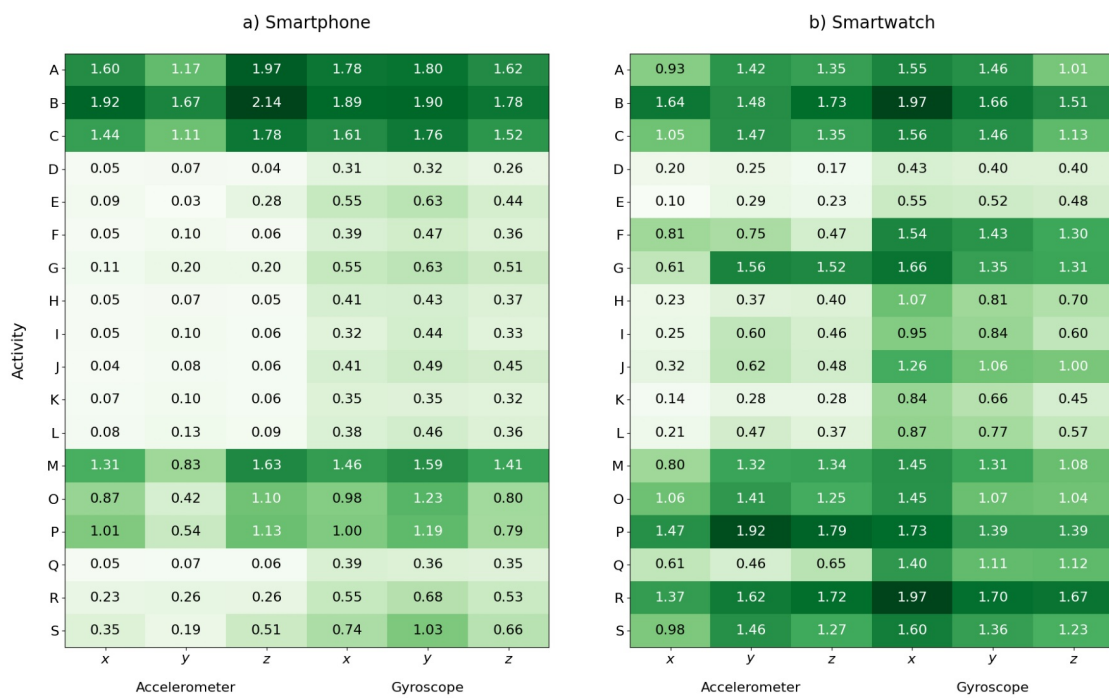 a) Smartphone
b) Smartwatch
Activity
A 1.60 1.17 1.97 1.78 1.80 1.62
B 1.92 1.67 2.14 1.89 1.90 1.78
C 1.44 1.11 1.78 1.61 1.76 1.52
D 0.05 0.07 0.04 0.31 0.32 0.26
E 0.09 0.03 0.28 0.55 0.63 0.44
F 0.05 0.10 0.06 0.39 0.47 0.36
G 0.11 0.20 0.20 0.55 0.63 0.51
H 0.05 0.07 0.05 0.41 0.43 0.37
I 0.05 0.10 0.06 0.32 0.44 0.33
J 0.04 0.08 0.06 0.41 0.49 0.45
K 0.07 0.10 0.06 0.35 0.35 0.32
L 0.08 0.13 0.09 0.38 0.46 0.36
M 1.31 0.83 1.63 1.46 1.59 1.41
O 0.87 0.42 1.10 0.98 1.23 0.80
P 1.01 0.54 1.13 1.00 1.19 0.79
Q 0.05 0.07 0.06 0.39 0.36 0.35
R 0.23 0.26 0.26 0.55 0.68 0.53
S 0.35 0.19 0.51 0.74 1.03 0.66
x y z x y z
Accelerometer Gyroscope
A 0.93 1.42 1.35 1.55 1.46 1.01
B 1.64 1.48 1.73 1.97 1.66 1.51
C 1.05 1.47 1.35 1.56 1.46 1.13
D 0.20 0.25 0.17 0.43 0.40 0.40
E 0.10 0.29 0.23 0.55 0.52 0.48
F 0.81 0.75 0.47 1.54 1.43 1.30
G 0.61 1.56 1.52 1.66 1.35 1.31
H 0.23 0.37 0.40 1.07 0.81 0.70
I 0.25 0.60 0.46 0.95 0.84 0.60
J 0.32 0.62 0.48 1.26 1.06 1.00
K 0.14 0.28 0.28 0.84 0.66 0.45
L 0.21 0.47 0.37 0.87 0.77 0.57
M 0.80 1.32 1.34 1.45 1.31 1.08
O 1.06 1.41 1.25 1.45 1.07 1.04
P 1.47 1.92 1.79 1.73 1.39 1.39
Q 0.61 0.46 0.65 1.40 1.11 1.12
R 1.37 1.62 1.72 1.97 1.70 1.67
S 0.98 1.46 1.27 1.60 1.36 1.23
x y z x y z
Accelerometer Gyroscope